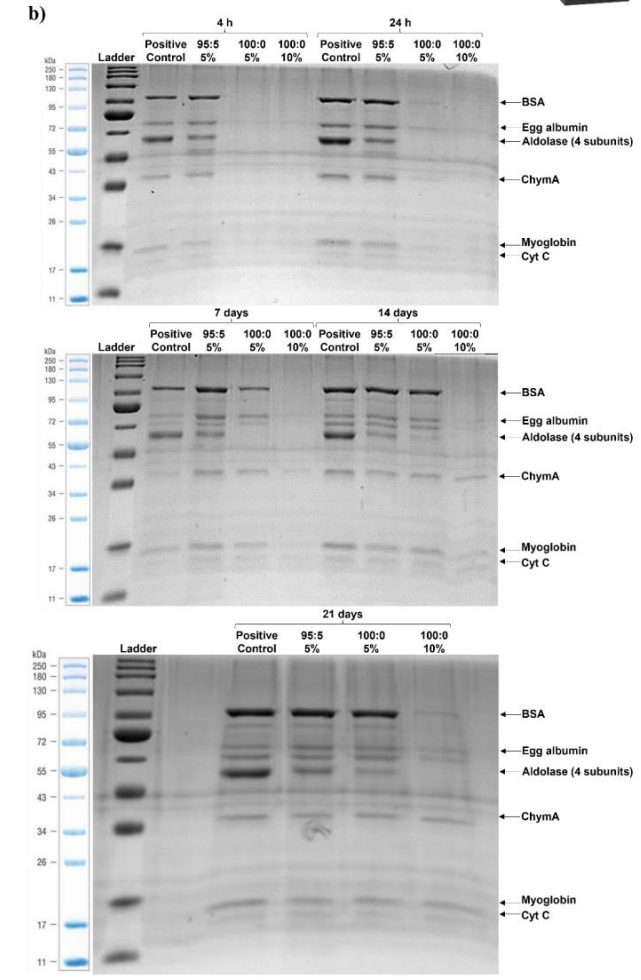 b)
4 h 24 h
Positive 95:5 100:0 100:0 Positive 95:5 100:0 100:0
Ladder Control 5% 5% 10% Control 5% 5% 10%
kDa
250
180
130
95
72
55
43
34
26
17
11
BSA
Egg albumin
Aldolase (4 subunits)
ChymA
Myoglobin
Cyt C
7 days 14 days
Positive 95:5 100:0 100:0 Positive 95:5 100:0 100:0
Ladder Control 5% 5% 10% Control 5% 5% 10%
kDa
250
180
130
95
72
55
43
34
26
17
11
BSA
Egg albumin
Aldolase (4 subunits)
ChymA
Myoglobin
Cyt C
21 days
Positive 95:5 100:0 100:0
Ladder Control 5% 5% 10%
kDa
250
180
130
95
72
55
43
34
26
17
11
BSA
Egg albumin
Aldolase (4 subunits)
ChymA
Myoglobin
Cyt C